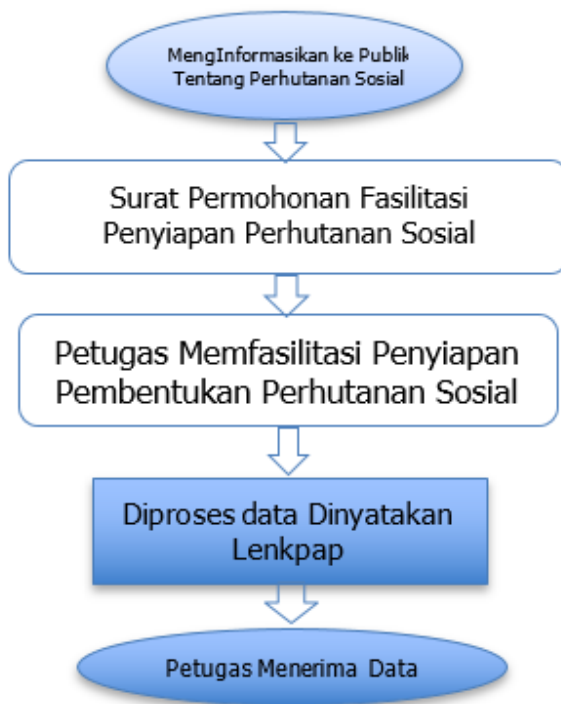 MengInformasikan ke Publik
Tentang Perhutanan Sosial
Surat Permohonan Fasilitasi
Penyiapan Perhutanan Sosial
Petugas Memfasilitasi Penyiapan
Pembentukan Perhutanan Sosial
Diproses data Dinyatakan
Lenkpap
Petugas Menerima Data